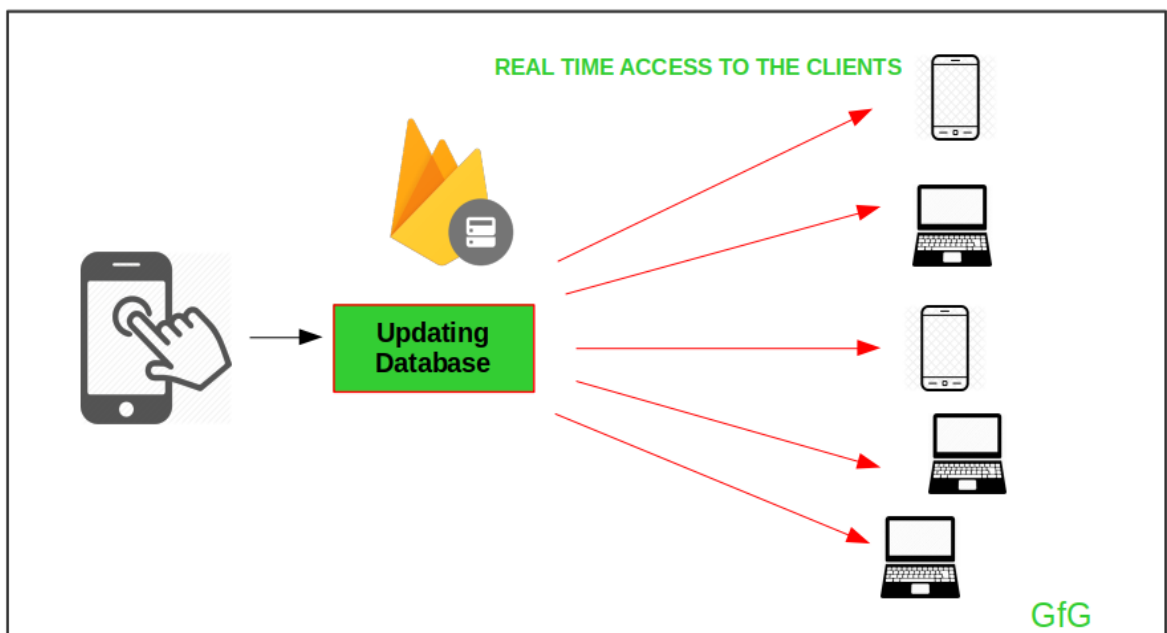 REAL TIME ACCESS TO THE CLIENTS
Updating
Database
GfG